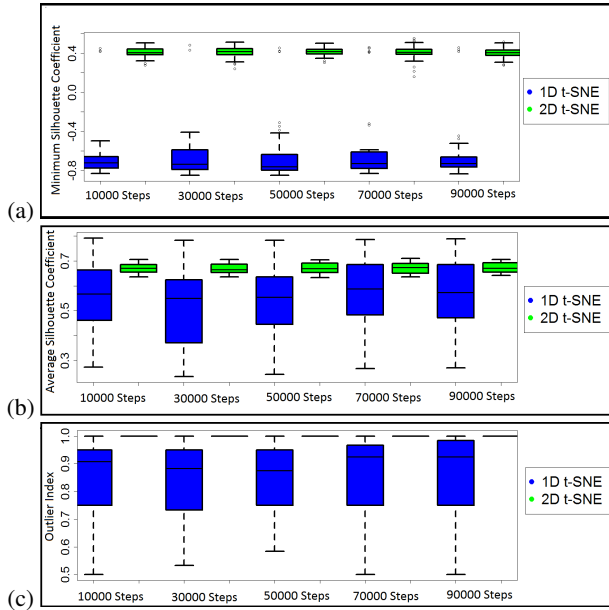 (a)
Minimum Silhouette Coefficient
0.4
0.0
-0.4
-0.8
10000 Steps
30000 Steps
50000 Steps
70000 Steps
90000 Steps
1D t-SNE
2D t-SNE
(b)
Average Silhouette Coefficient
0.7
0.5
0.3
10000 Steps
30000 Steps
50000 Steps
70000 Steps
90000 Steps
1D t-SNE
2D t-SNE
(c)
Outlier Index
1.0
0.9
0.8
0.7
0.6
0.5
10000 Steps
30000 Steps
50000 Steps
70000 Steps
90000 Steps
1D t-SNE
2D t-SNE